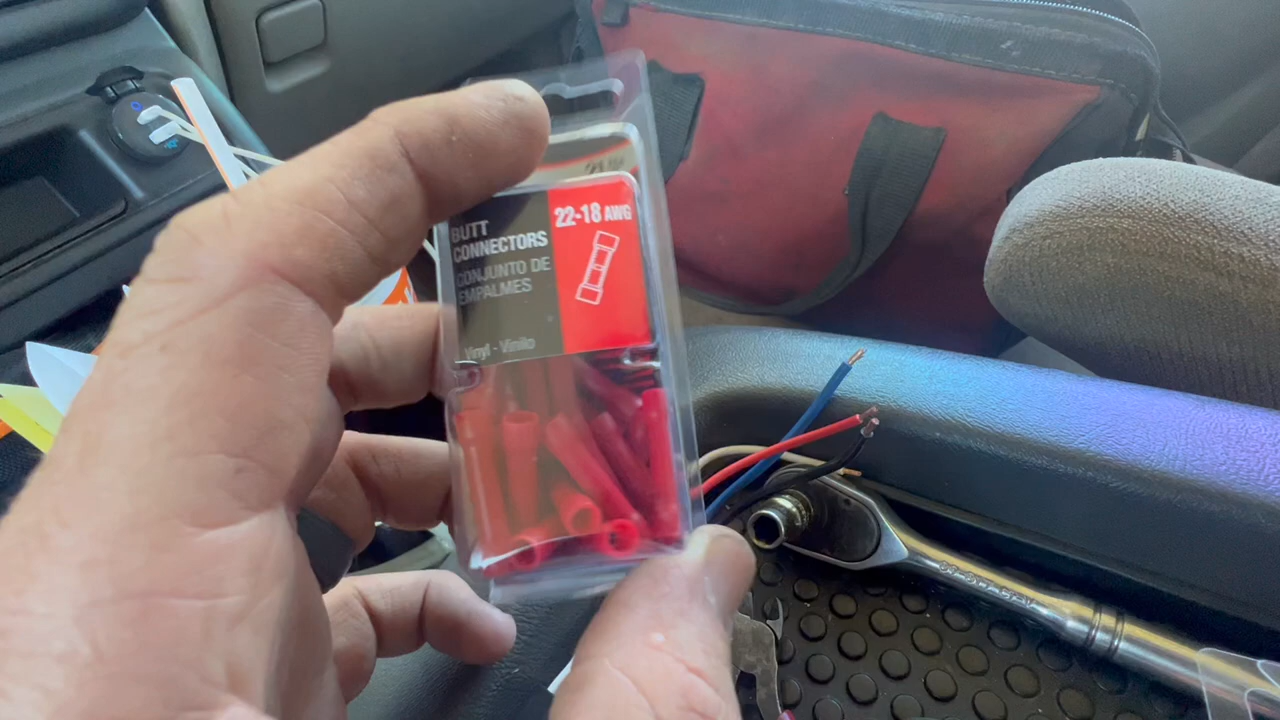 22-18 AWG
BUTT
CONNECTORS
CONJUNTO DE
EMPALMES
Vinyl - Vinilo